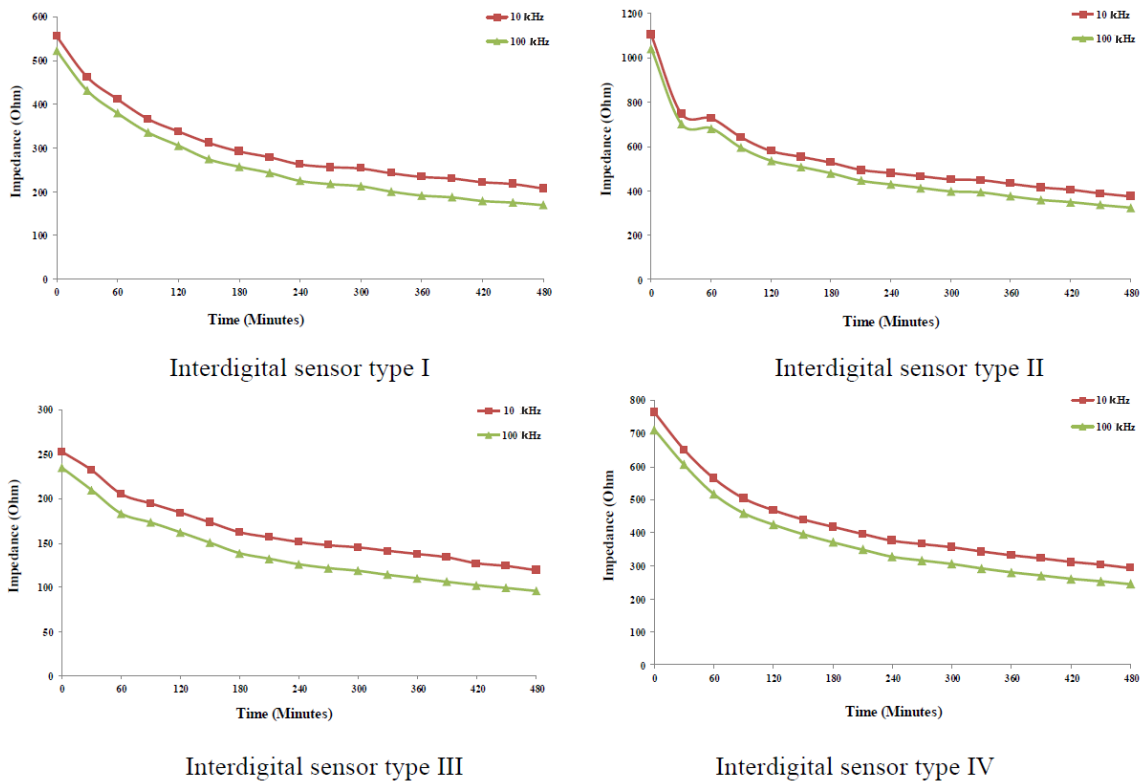 600
500
400
300
200
100
0
Impedance (Ohm)
10 kHz
100 kHz
0 60 120 180 240 300 360 420 480
Time (Minutes)
Interdigital sensor type I
1200
1000
800
600
400
200
0
Impedance (Ohm)
10 kHz
100 kHz
0 60 120 180 240 300 360 420 480
Time (Minutes)
Interdigital sensor type II
300
250
200
150
100
50
0
Impedance (Ohm)
10 kHz
100 kHz
0 60 120 180 240 300 360 420 480
Time (Minutes)
Interdigital sensor type III
800
700
600
500
400
300
200
100
0
Impedance (Ohm
10 kHz
100 kHz
0 60 120 180 240 300 360 420 480
Time (Minutes)
Interdigital sensor type IV